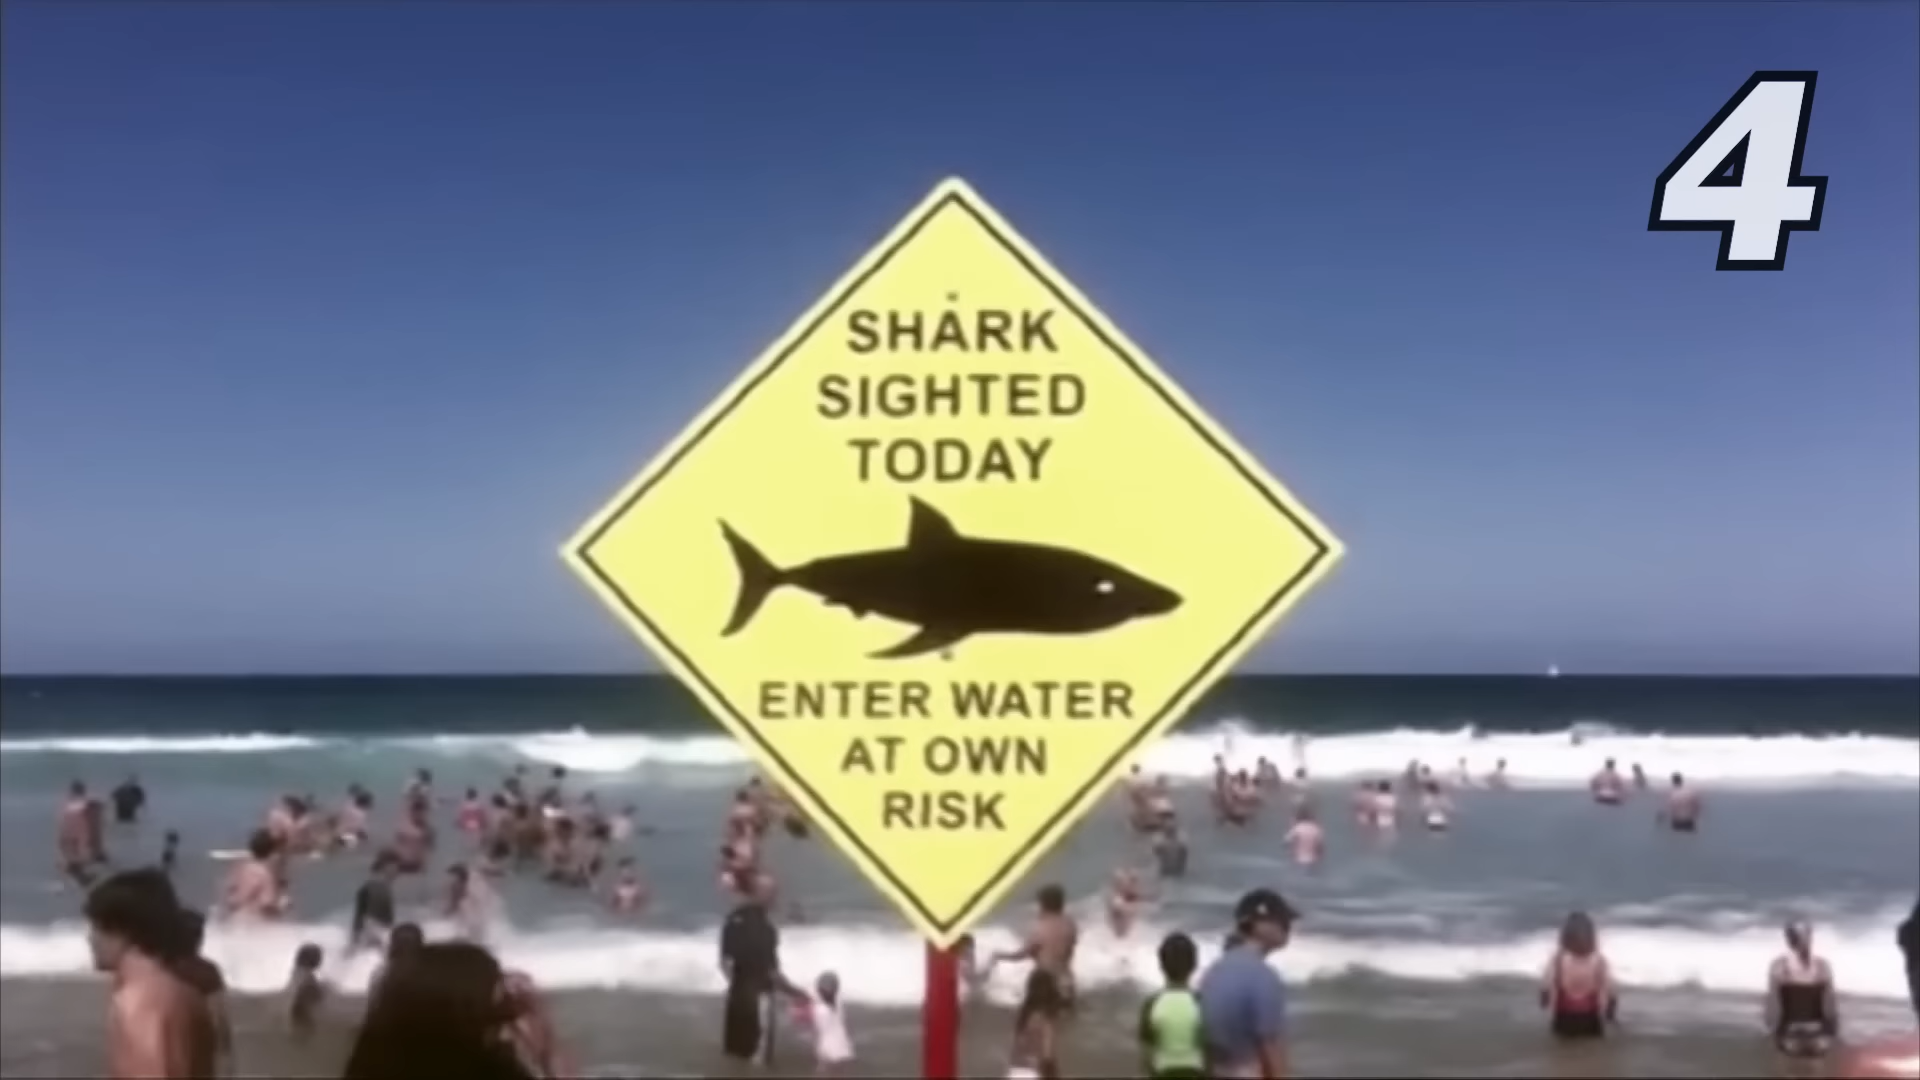 4
SHARK
SIGHTED
TODAY
ENTER WATER
AT OWN
RISK